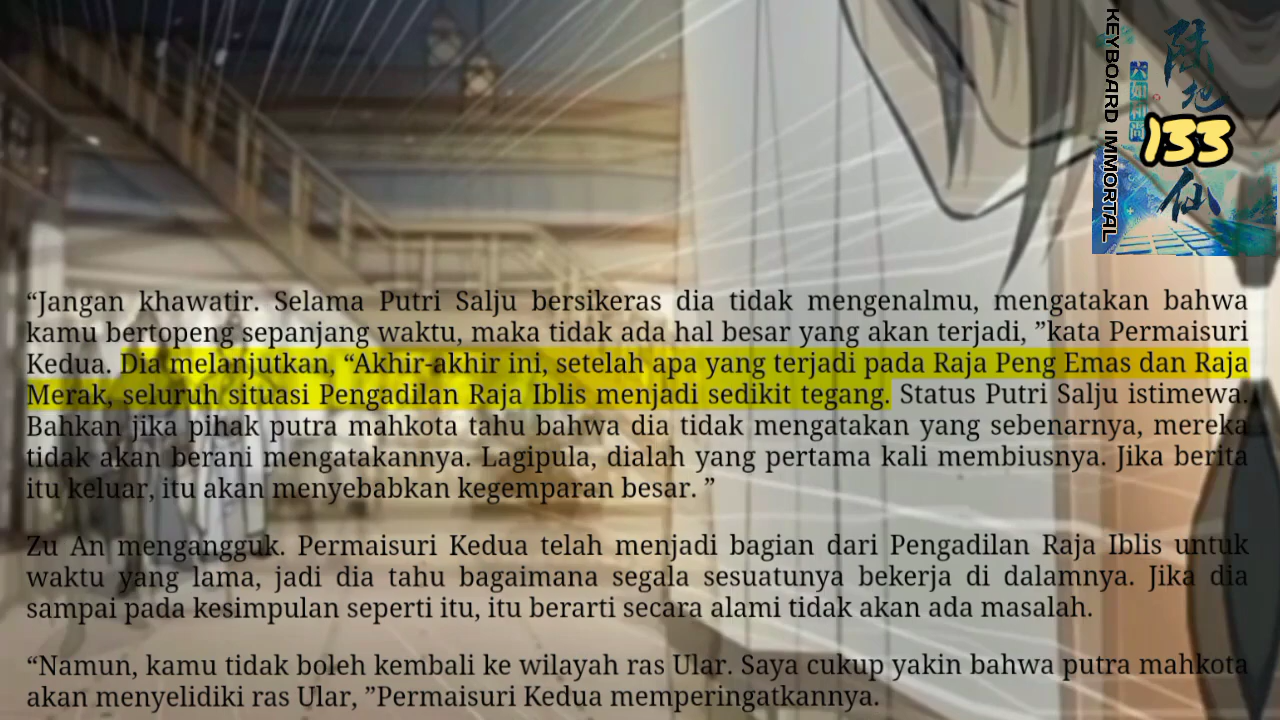 KEYBOARD IMMORTAL
陆地
键盘
133
仙
“Jangan khawatir. Selama Putri Salju bersikeras dia tidak mengenalmu, mengatakan bahwa
kamu bertopeng sepanjang waktu, maka tidak ada hal besar yang akan terjadi, ”kata Permaisuri
Kedua. Dia melanjutkan, “Akhir-akhir ini, setelah apa yang terjadi pada Raja Peng Emas dan Raja
Merak, seluruh situasi Pengadilan Raja Iblis menjadi sedikit tegang. Status Putri Salju istimewa.
Bahkan jika pihak putra mahkota tahu bahwa dia tidak mengatakan yang sebenarnya, mereka
tidak akan berani mengatakannya. Lagipula, dialah yang pertama kali membiusnya. Jika berita
itu keluar, itu akan menyebabkan kegemparan besar. ”
Zu An mengangguk. Permaisuri Kedua telah menjadi bagian dari Pengadilan Raja Iblis untuk
waktu yang lama, jadi dia tahu bagaimana segala sesuatunya bekerja di dalamnya. Jika dia
sampai pada kesimpulan seperti itu, itu berarti secara alami tidak akan ada masalah.
“Namun, kamu tidak boleh kembali ke wilayah ras Ular. Saya cukup yakin bahwa putra mahkota
akan menyelidiki ras Ular, ”Permaisuri Kedua memperingatkannya.